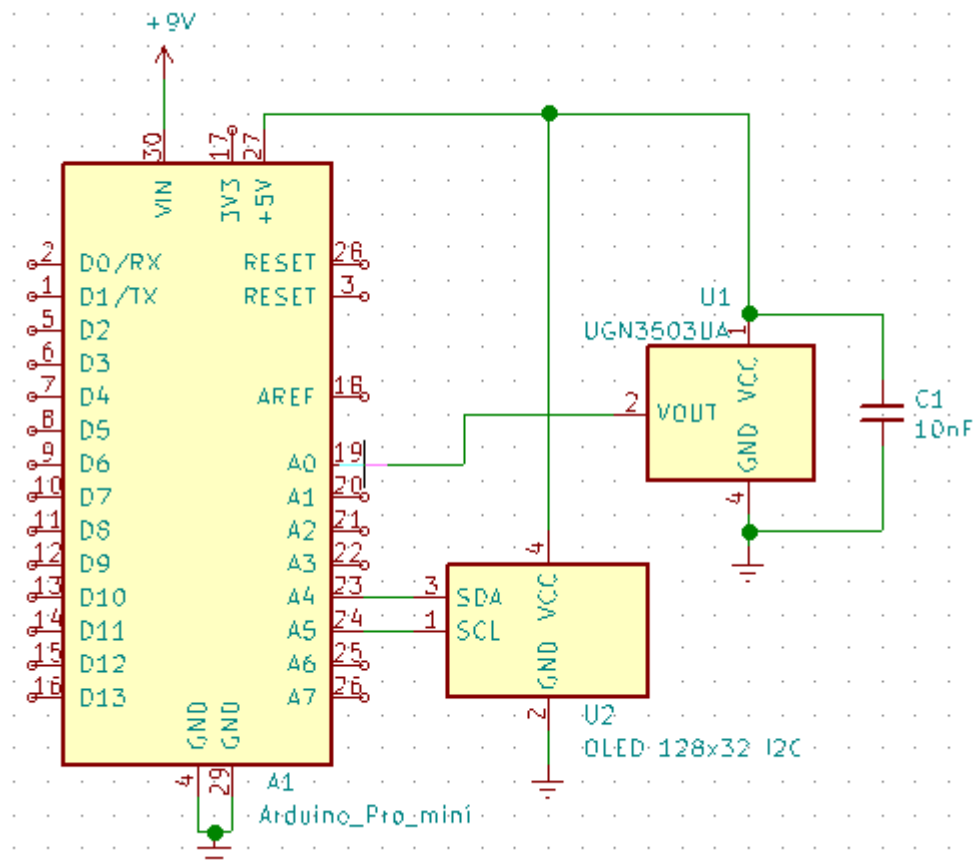 +9V
30
17
27
VIN
3V3
+5V
2 D0/RX RESET 26
1 D1/TX RESET 3
5 D2
6 D3
7 D4 AREF 18
8 D5
9 D6 A0 19
10 D7 A1 20
11 D8 A2 21
12 D9 A3 22
13 D10 A4 23
14 D11 A5 24
15 D12 A6 25
16 D13 A7 26
GND
GND
4
29
A1
Arduino_Pro_mini
U1
UGN3503UA
1
VCC
2 VOUT
GND
4
C1
10nF
4
VCC
3 SDA
1 SCL
GND
2
U2
OLED 128x32 I2C